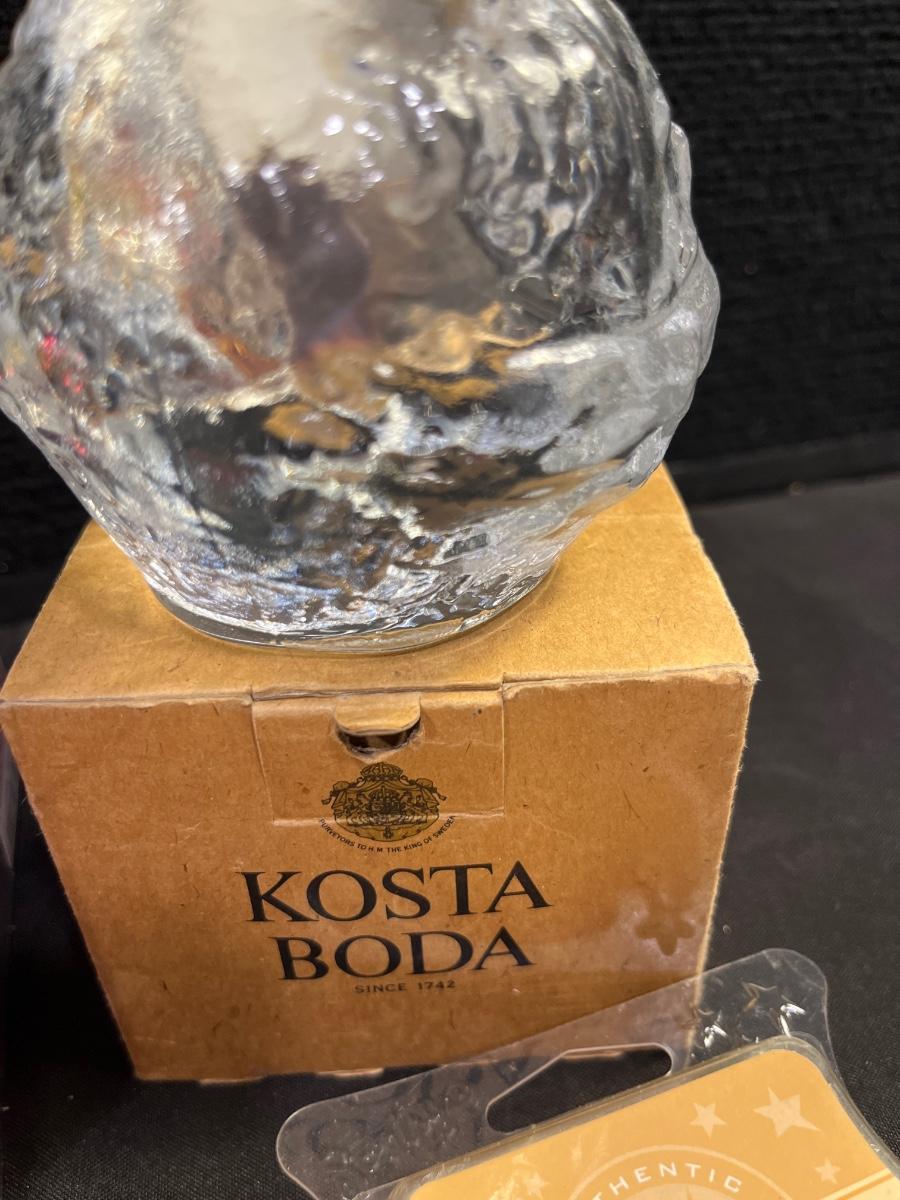 PURVEYORS TO H.M THE KING OF SWEDEN
KOSTA
BODA
SINCE 1742
THENTIC